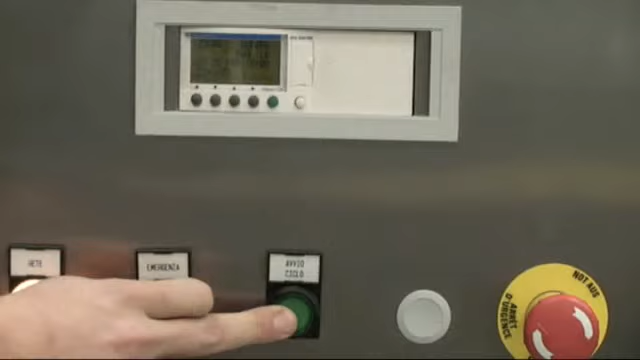 RETE
EMERGENZA
AVVIO
CICLO
NOT AUS
D'ARRET
D'URGENCE